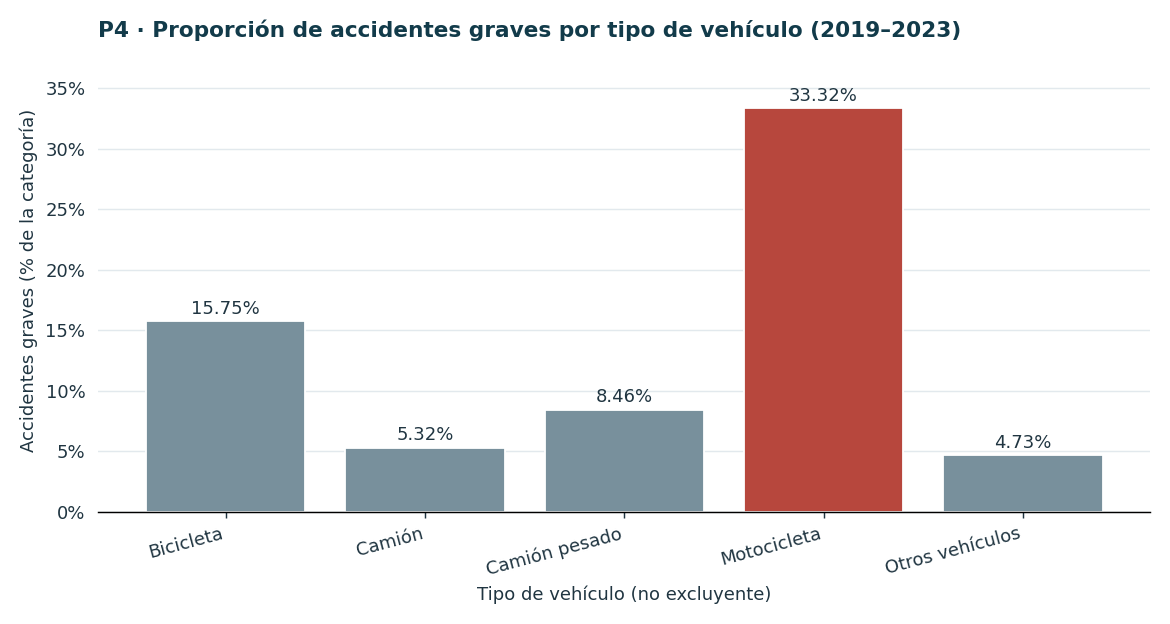 P4 · Proporción de accidentes graves por tipo de vehículo (2019–2023)
Accidentes graves (% de la categoría)
35%
30%
25%
20%
15%
10%
5%
0%
15.75%
5.32%
8.46%
33.32%
4.73%
Bicicleta
Camión
Camión pesado
Motocicleta
Otros vehículos
Tipo de vehículo (no excluyente)